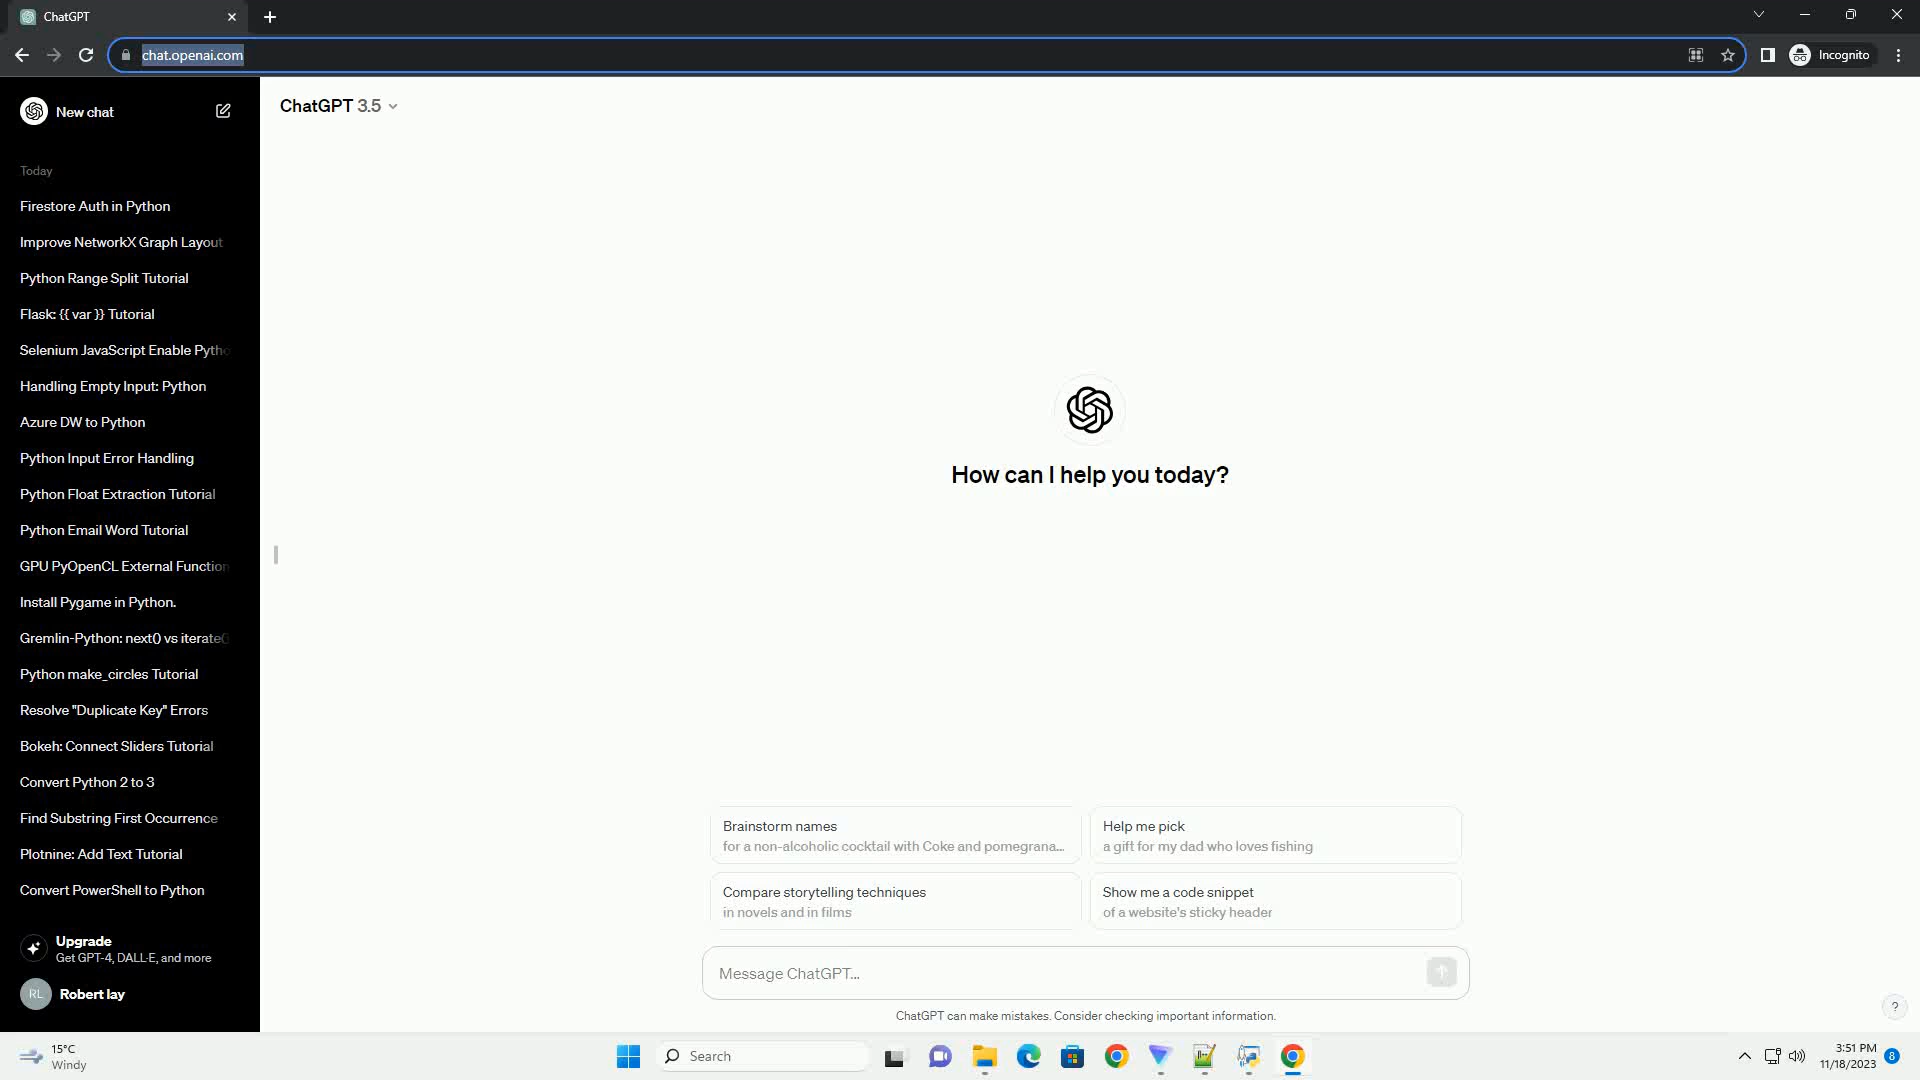 ChatGPT
chat.openai.com
Incognito
New chat
ChatGPT 3.5
Today
Firestore Auth in Python
Improve NetworkX Graph Layout
Python Range Split Tutorial
Flask: {{ var }} Tutorial
Selenium JavaScript Enable Pytho
Handling Empty Input: Python
Azure DW to Python
Python Input Error Handling
Python Float Extraction Tutorial
Python Email Word Tutorial
GPU PyOpenCL External Function
Install Pygame in Python.
Gremlin-Python: next() vs iterate()
Python make_circles Tutorial
Resolve "Duplicate Key" Errors
Bokeh: Connect Sliders Tutorial
Convert Python 2 to 3
Find Substring First Occurrence
Plotnine: Add Text Tutorial
Convert PowerShell to Python
Upgrade
Get GPT-4, DALL·E, and more
RL
Robert lay
How can I help you today?
Brainstorm names
for a non-alcoholic cocktail with Coke and pomegrana...
Help me pick
a gift for my dad who loves fishing
Compare storytelling techniques
in novels and in films
Show me a code snippet
of a website's sticky header
Message ChatGPT...
ChatGPT can make mistakes. Consider checking important information.
?
15°C
Windy
Search
3:51 PM
11/18/2023
8